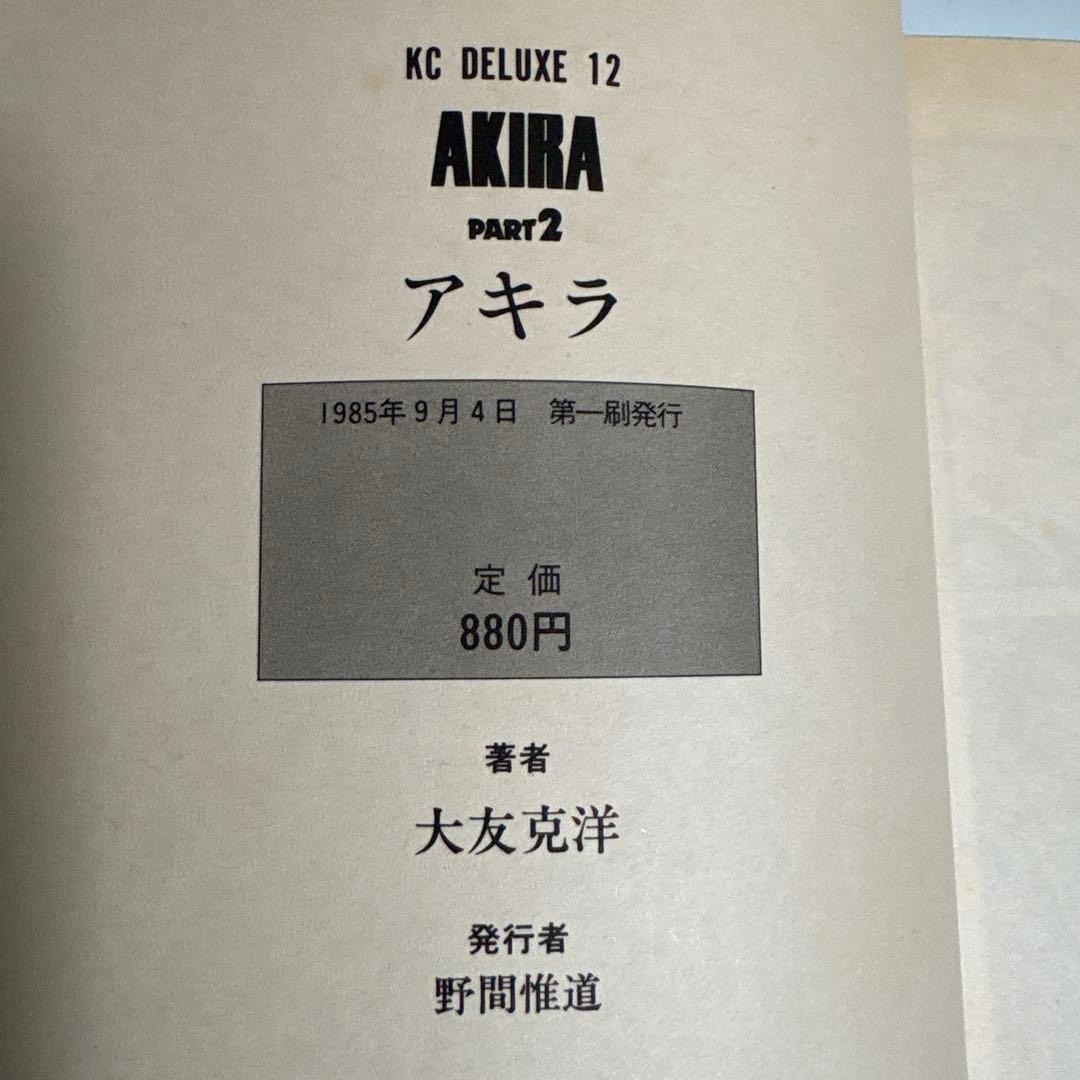 KC DELUXE 12
AKIRA
PART2
アキラ
1985年9月4日 第一刷発行
定価
880円
著者
大友克洋
発行者
野間惟道